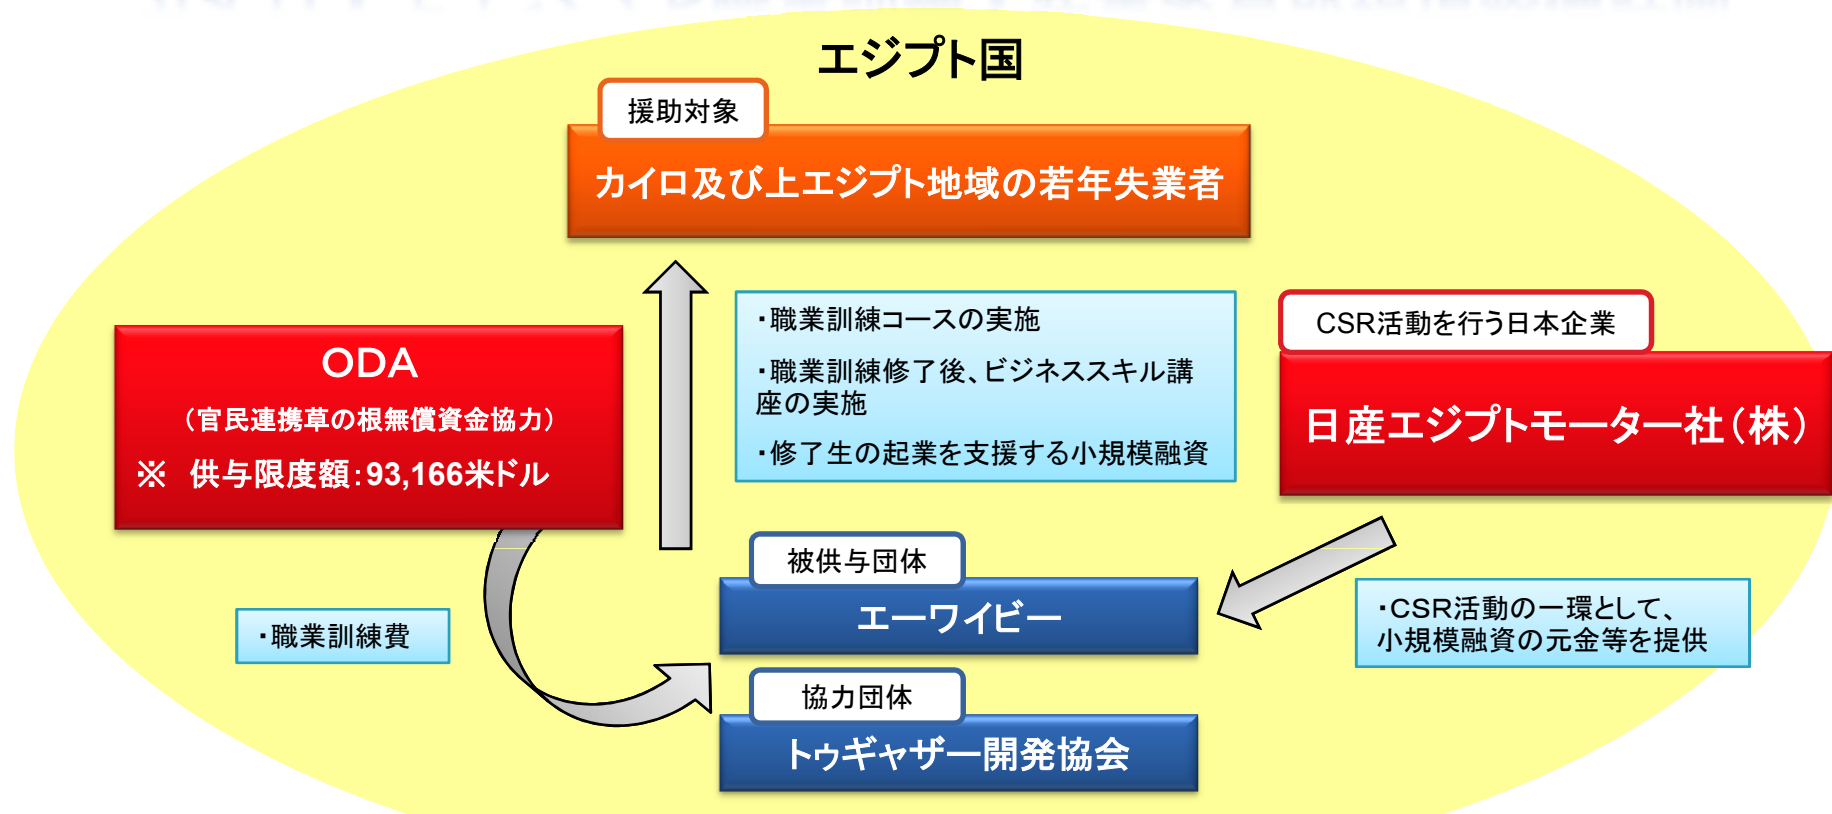 エジプト国
援助対象
カイロ及び上エジプト地域の若年失業者
・職業訓練コースの実施
・職業訓練修了後、ビジネススキル講
座の実施
・修了生の起業を支援する小規模融資
CSR活動を行う日本企業
日産エジプトモーター社（株）
ODA
（官民連携草の根無償資金協力）
※ 供与限度額：93,166米ドル
被供与団体
エーワイビー
・職業訓練費
・CSR活動の一環として、
小規模融資の元金等を提供
協力団体
トゥギャザー開発協会